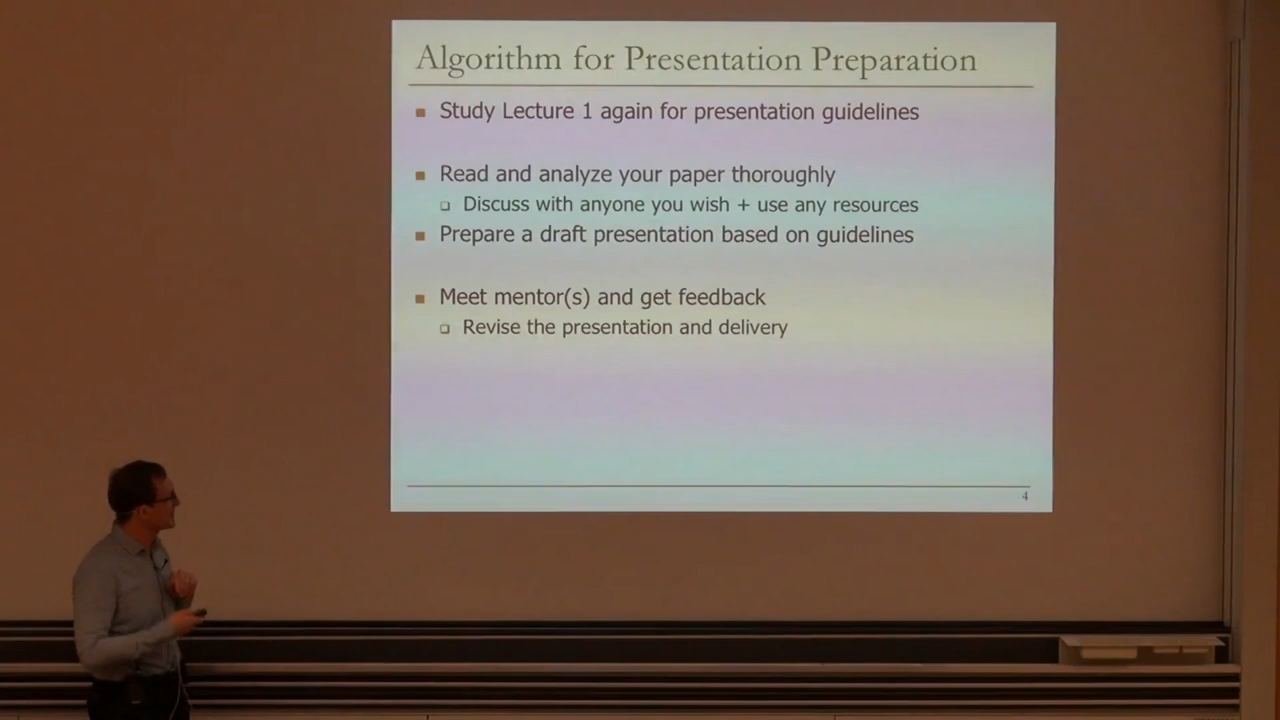 Algorithm for Presentation Preparation
Study Lecture 1 again for presentation guidelines
Read and analyze your paper thoroughly
Discuss with anyone you wish + use any resources
Prepare a draft presentation based on guidelines
Meet mentor(s) and get feedback
Revise the presentation and delivery
4